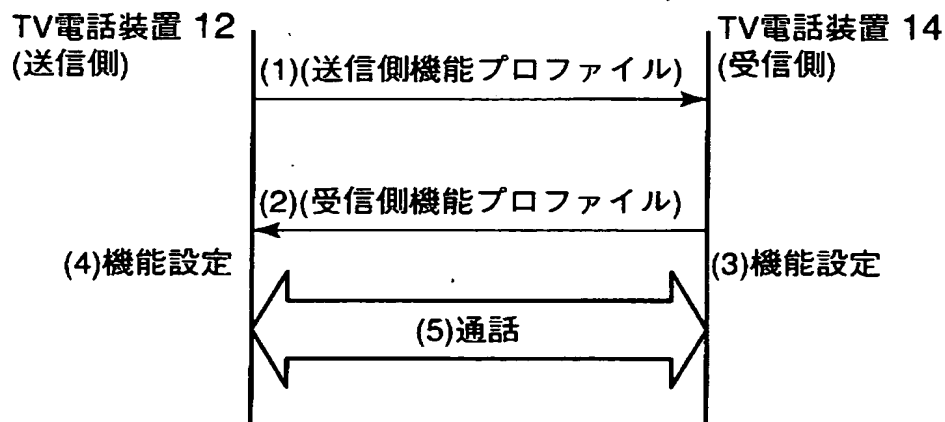 TV電話装置 12
(送信側)
TV電話装置 14
(受信側)
(1)(送信側機能プロファイル)
(2)(受信側機能プロファイル)
(4)機能設定
(3)機能設定
(5)通話